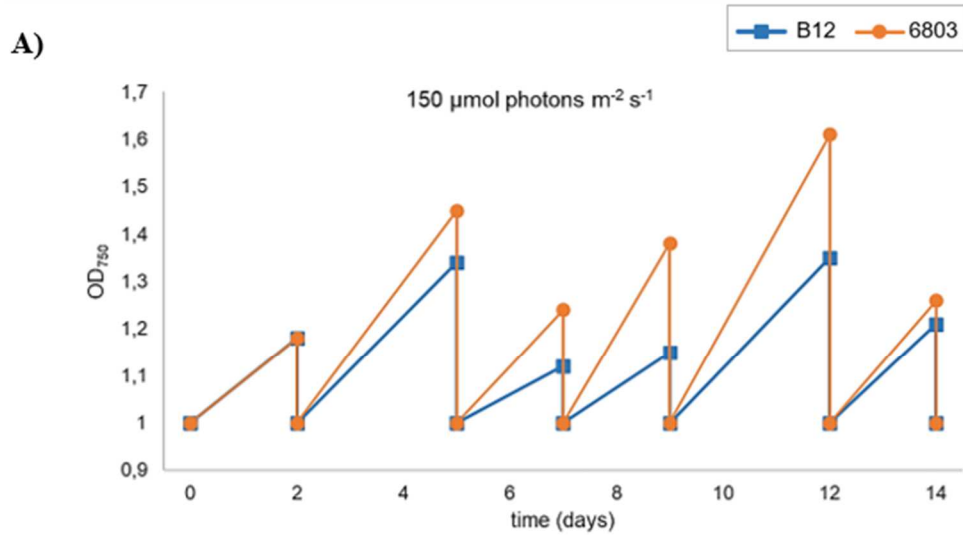 A)
B12 6803
150 µmol photons m⁻² s⁻¹
1,7
1,6
1,5
1,4
1,3
1,2
1,1
1
0,9
OD₇₅₀
0 2 4 6 8 10 12 14
time (days)